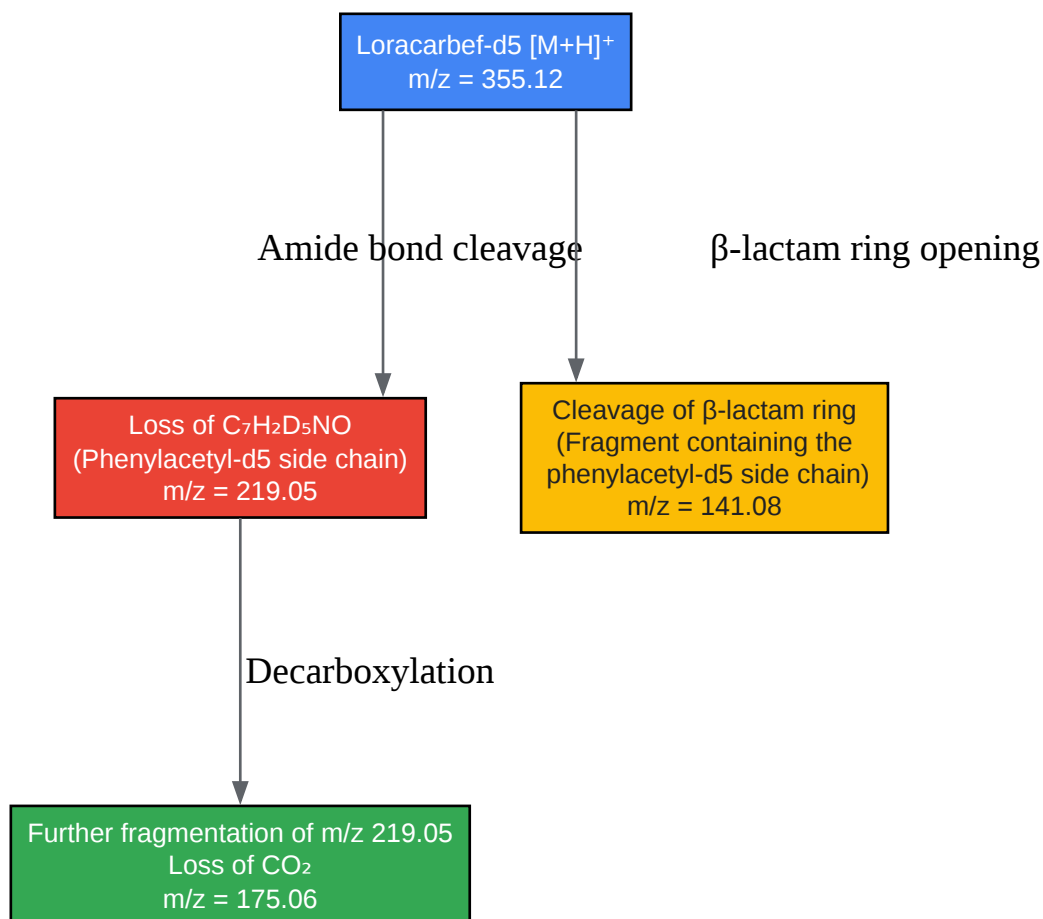 Loracarbef-d5 [M+H]⁺
m/z = 355.12
Amide bond cleavage
β-lactam ring opening
Loss of C₇H₂D₅NO
(Phenylacetyl-d5 side chain)
m/z = 219.05
Cleavage of β-lactam ring
(Fragment containing the
phenylacetyl-d5 side chain)
m/z = 141.08
Decarboxylation
Further fragmentation of m/z 219.05
Loss of CO₂
m/z = 175.06